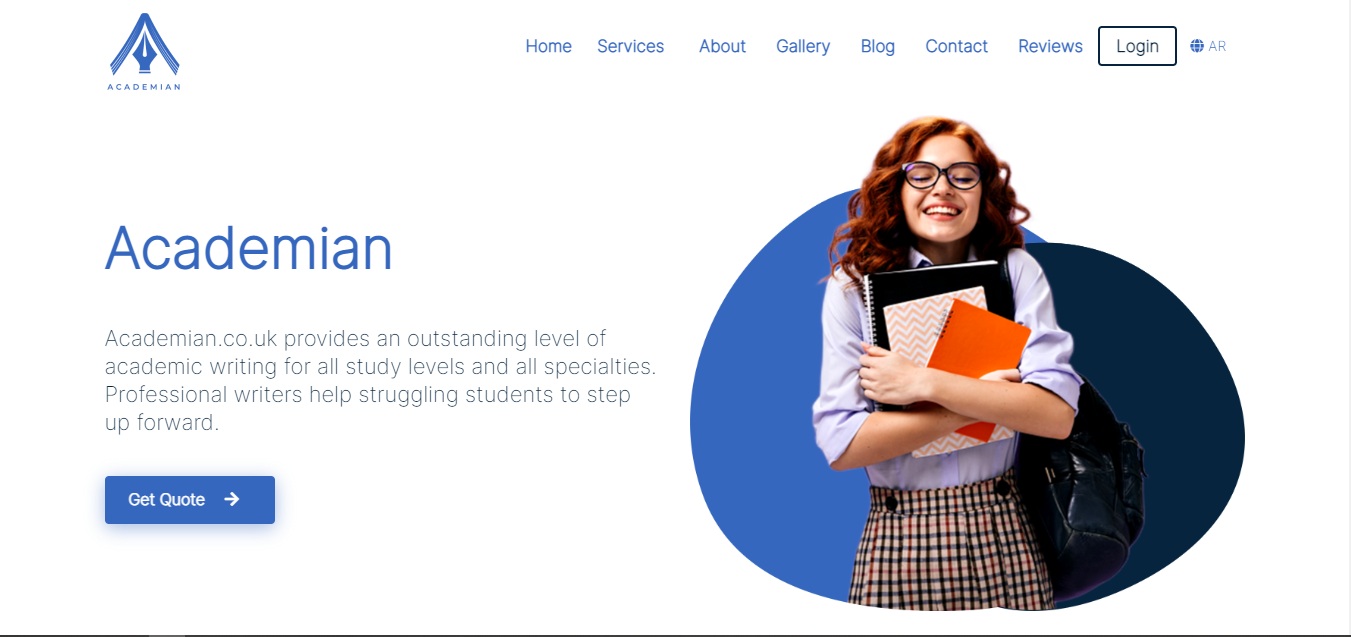 ACADEMIAN
Home Services About Gallery Blog Contact Reviews Login AR
Academian
Academian.co.uk provides an outstanding level of
academic writing for all study levels and all specialties.
Professional writers help struggling students to step
up forward.
Get Quote